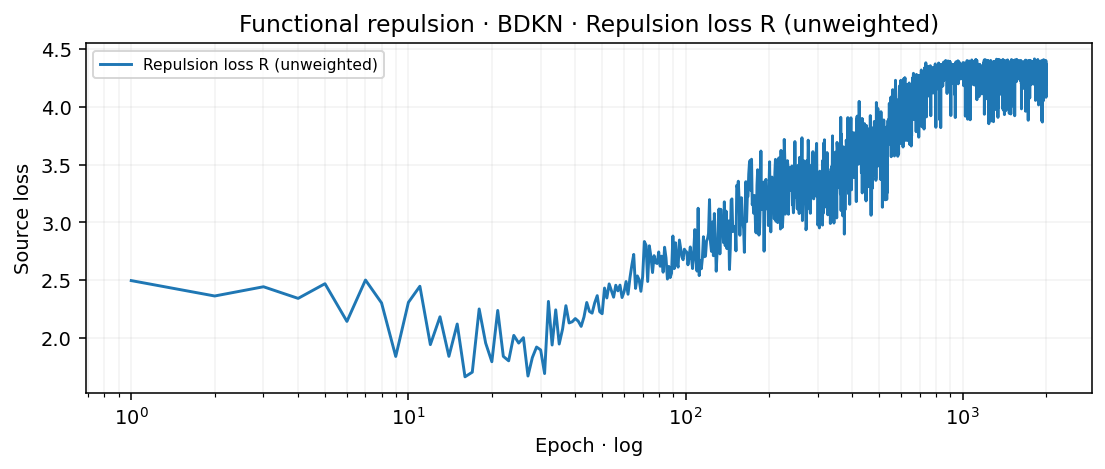 Functional repulsion · BDKN · Repulsion loss R (unweighted)
Repulsion loss R (unweighted)
Source loss
4.5
4.0
3.5
3.0
2.5
2.0
10⁰
10¹
10²
10³
Epoch · log